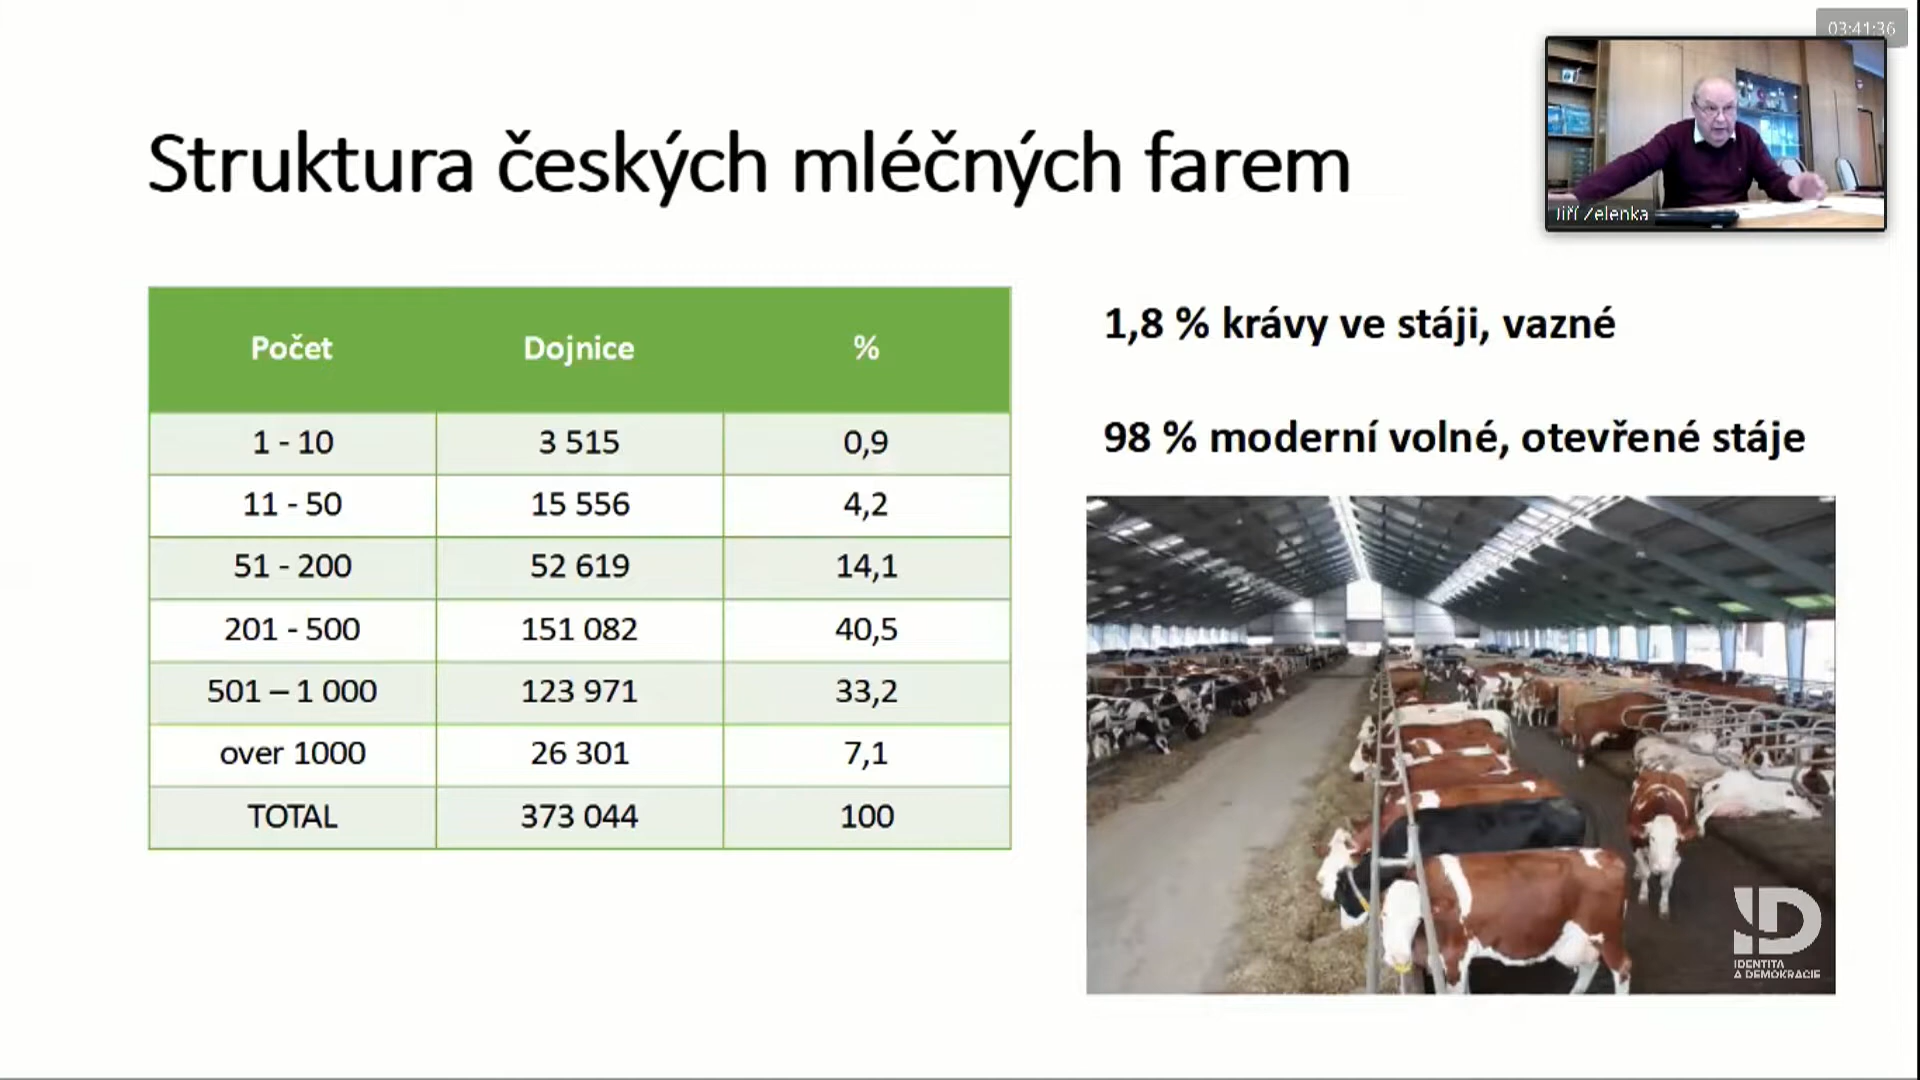 03:41:36
Struktura českých mléčných farem
Jiří Zelenka
Počet Dojnice %
1 - 10 3 515 0,9
11 - 50 15 556 4,2
51 - 200 52 619 14,1
201 - 500 151 082 40,5
501 – 1 000 123 971 33,2
over 1000 26 301 7,1
TOTAL 373 044 100
1,8 % krávy ve stáji, vazné
98 % moderní volné, otevřené stáje
ID
IDENTITA
A DEMOKRACIE